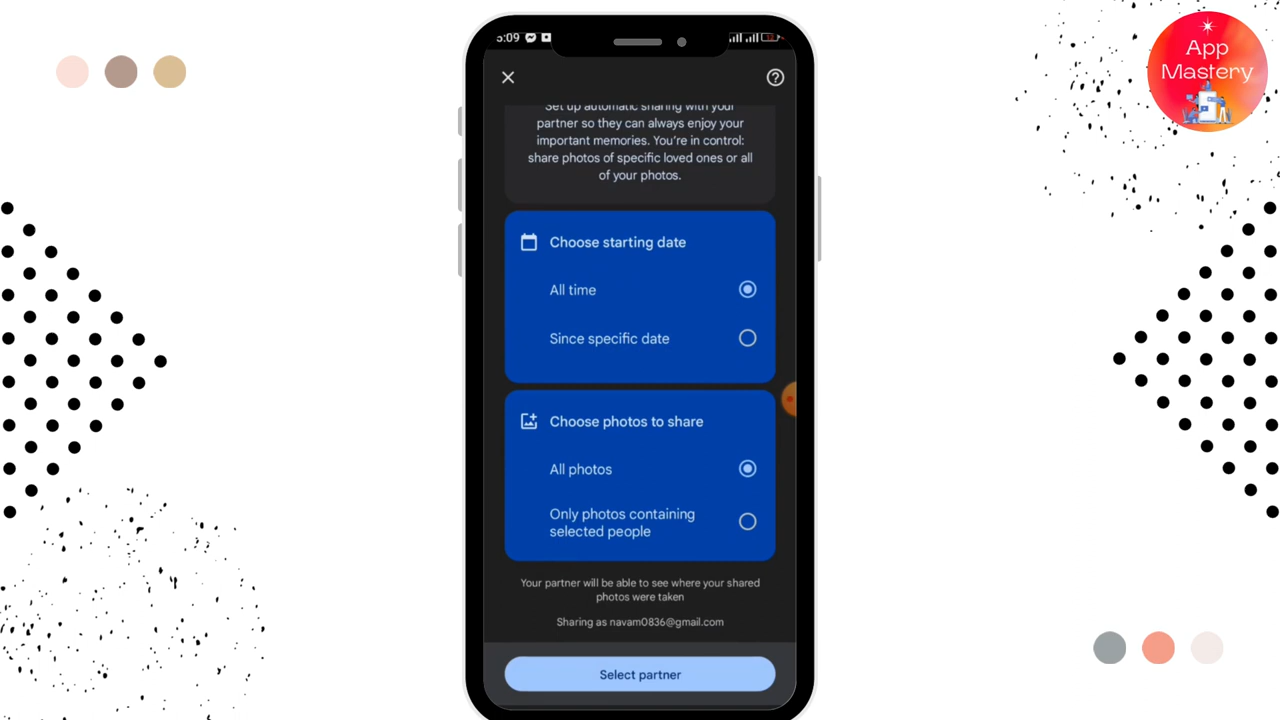 App
Mastery
5:09
Set up automatic sharing with your
partner so they can always enjoy your
important memories. You're in control:
share photos of specific loved ones or all
of your photos.
Choose starting date
All time
Since specific date
Choose photos to share
All photos
Only photos containing
selected people
Your partner will be able to see where your shared
photos were taken
Sharing as navam0836@gmail.com
Select partner